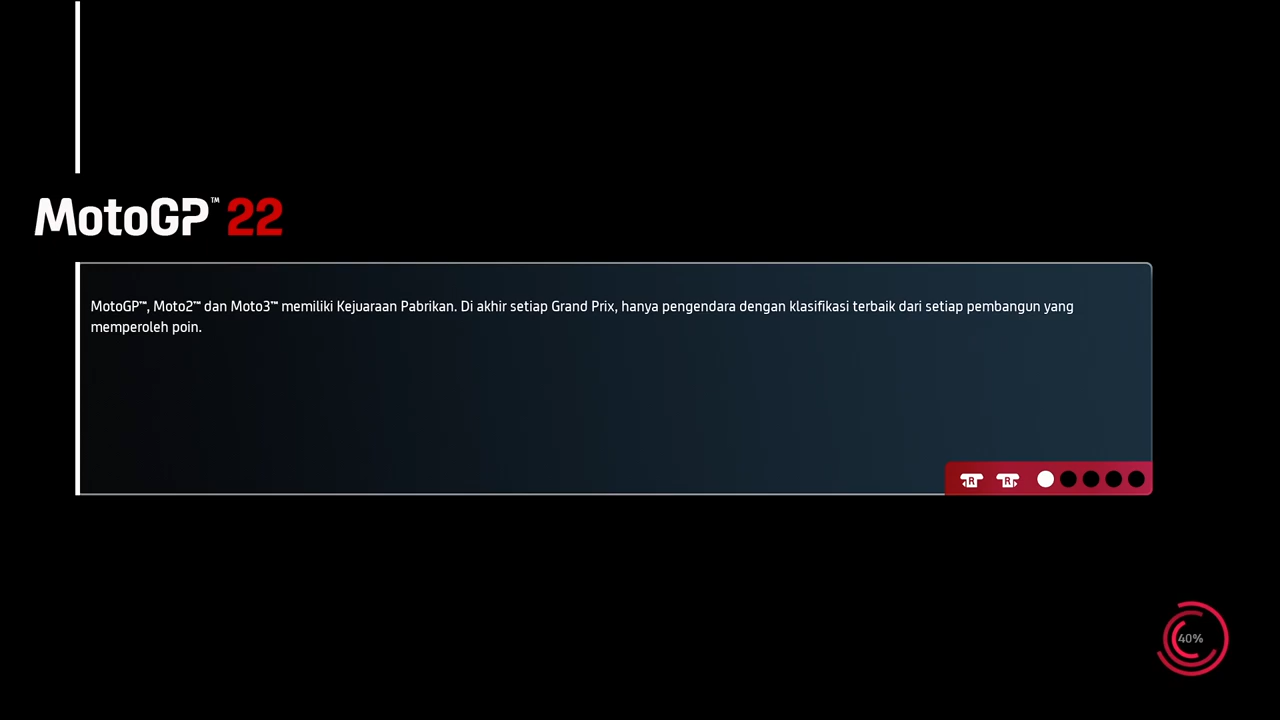 MotoGP™ 22
MotoGP™, Moto2™ dan Moto3™ memiliki Kejuaraan Pabrikan. Di akhir setiap Grand Prix, hanya pengendara dengan klasifikasi terbaik dari setiap pembangun yang
memperoleh poin.
R R
40%